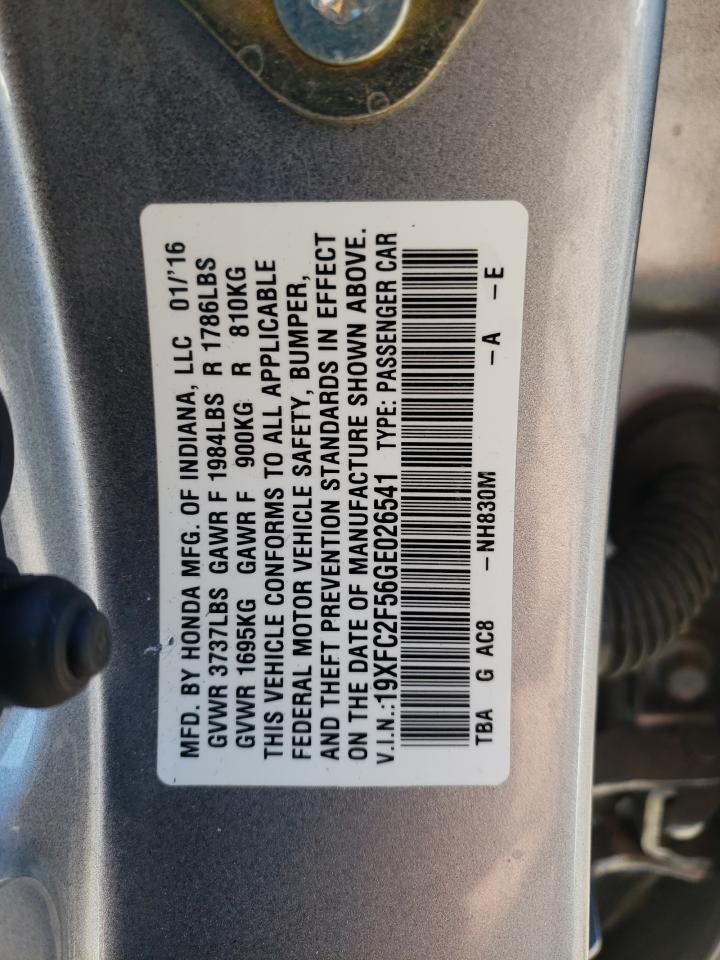 MFD. BY HONDA MFG. OF INDIANA, LLC 01/'16
GVWR 3737LBS GAWR F 1984LBS R 1786LBS
GVWR 1695KG GAWR F 900KG R 810KG
THIS VEHICLE CONFORMS TO ALL APPLICABLE
FEDERAL MOTOR VEHICLE SAFETY, BUMPER,
AND THEFT PREVENTION STANDARDS IN EFFECT
ON THE DATE OF MANUFACTURE SHOWN ABOVE.
V.I.N.:19XFC2F56GE026541 TYPE: PASSENGER CAR
TBA G AC8 -NH830M -A -E